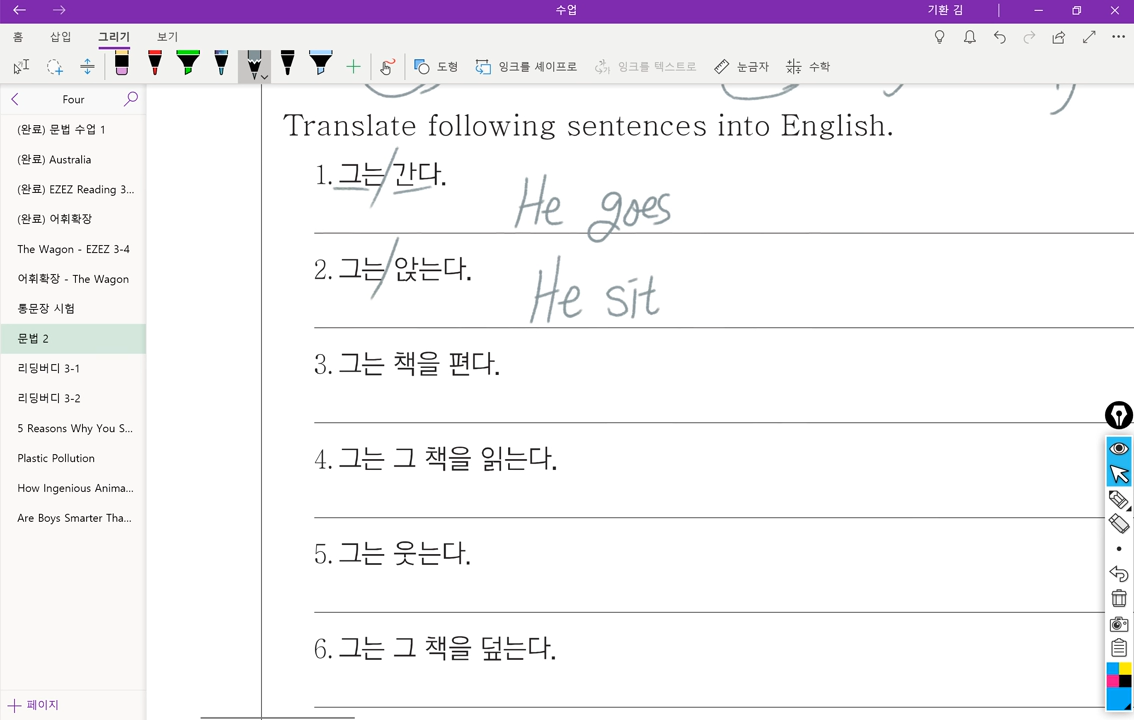 수업
기환 김
홈 삽입 그리기 보기
도형 잉크를 셰이프로 잉크를 텍스트로 눈금자 수학
Four
(완료) 문법 수업 1
(완료) Australia
(완료) EZEZ Reading 3...
(완료) 어휘확장
The Wagon - EZEZ 3-4
어휘확장 - The Wagon
통문장 시험
문법 2
리딩버디 3-1
리딩버디 3-2
5 Reasons Why You S...
Plastic Pollution
How Ingenious Anima...
Are Boys Smarter Tha...
페이지
Translate following sentences into English.
1. 그는 / 간다. He goes
2. 그는 / 앉는다. He sit
3. 그는 책을 편다.
4. 그는 그 책을 읽는다.
5. 그는 웃는다.
6. 그는 그 책을 덮는다.